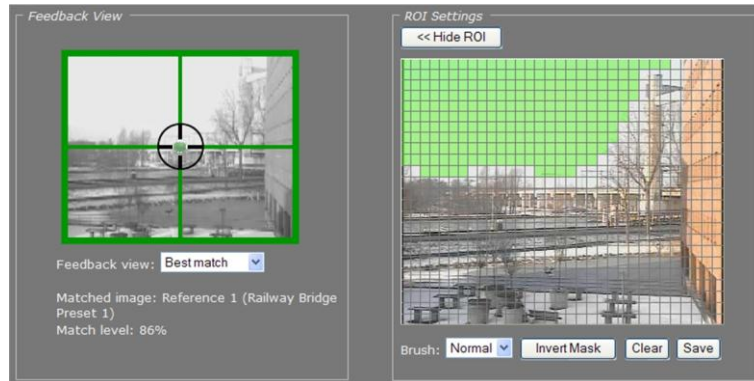 Feedback View
Feedback view: Best match
Matched image: Reference 1 (Railway Bridge
Preset 1)
Match level: 86%
ROI Settings
<< Hide ROI
Brush: Normal Invert Mask Clear Save